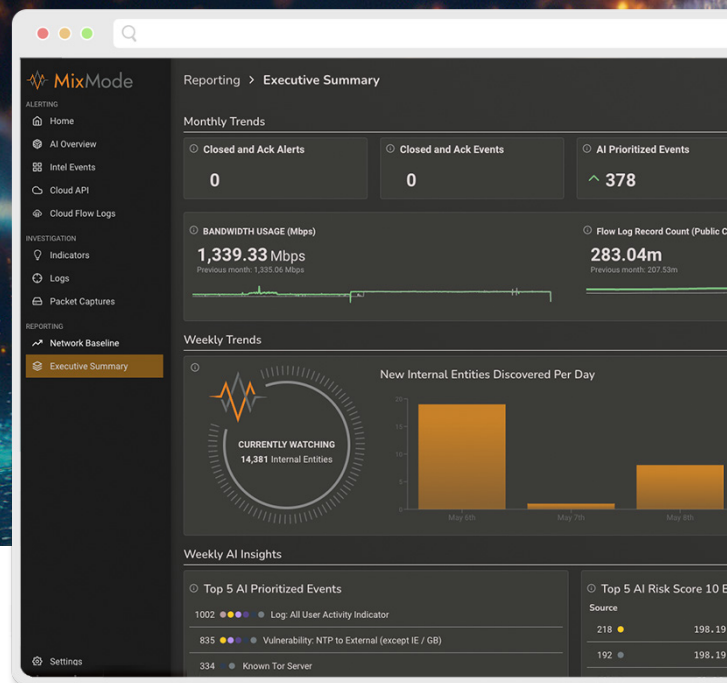 MixMode
ALERTING
Home
AI Overview
Intel Events
Cloud API
Cloud Flow Logs
INVESTIGATION
Indicators
Logs
Packet Captures
REPORTING
Network Baseline
Executive Summary
Settings
Reporting > Executive Summary
Monthly Trends
Closed and Ack Alerts
0
Closed and Ack Events
0
AI Prioritized Events
378
BANDWIDTH USAGE (Mbps)
1,339.33 Mbps
Previous month: 1,335.06 Mbps
Flow Log Record Count (Public C
283.04m
Previous month: 207.53m
Weekly Trends
CURRENTLY WATCHING
14,381 Internal Entities
New Internal Entities Discovered Per Day
20
15
10
5
0
May 6th May 7th May 8th
Weekly AI Insights
Top 5 AI Prioritized Events
1002 Log: All User Activity Indicator
835 Vulnerability: NTP to External (except IE / GB)
334 Known Tor Server
Top 5 AI Risk Score 10 E
Source
218 198.19
192 198.19